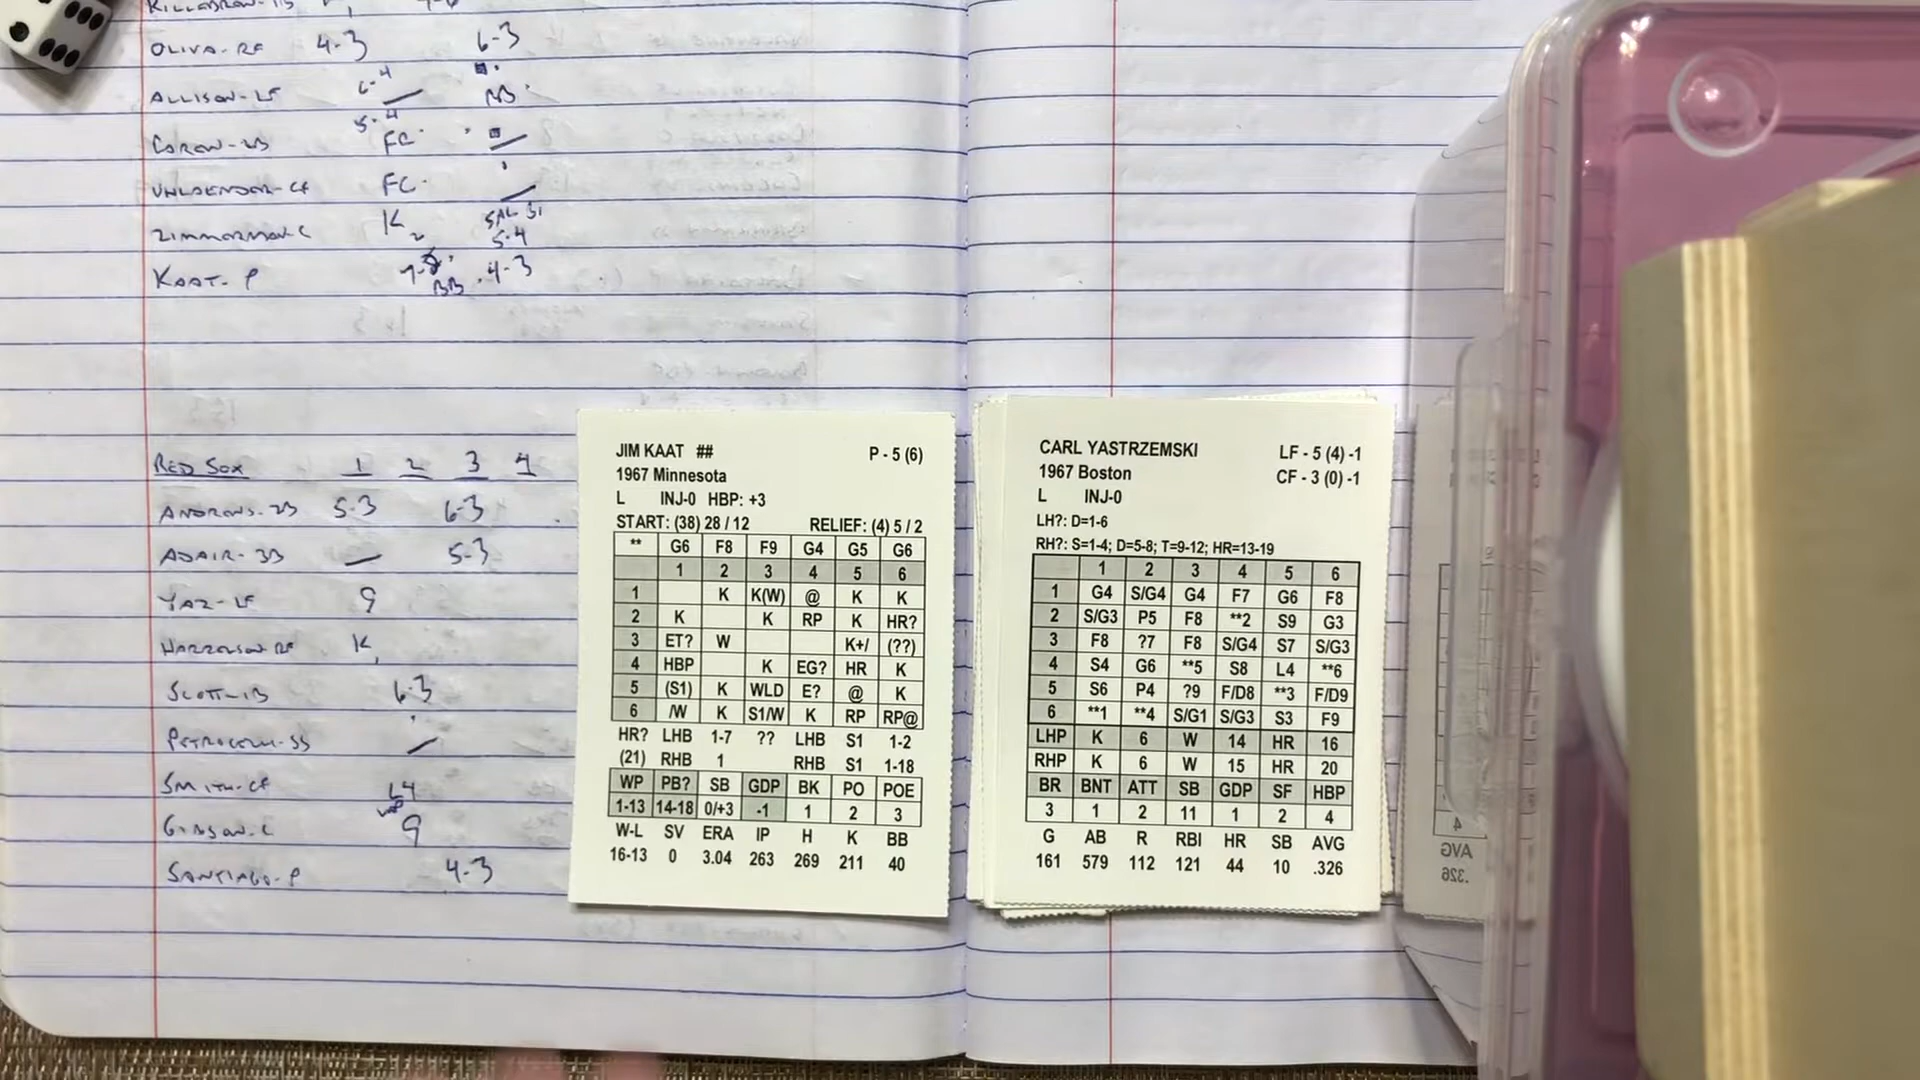 OLIVA-RF 4-3 6-3
ALLISON-LF 6-4 BB
CAREW-2B 5-4 FC
UHLAENDER-CF FC
ZIMMERMAN-C K2 5-4
KAAT-P BB 4-3
RED SOX 1 2 3 4
ANDREWS-2B 5-3 6-3
ADAIR-3B 5-3
YAZ-LF 9
HARRELSON RF K1
SCOTT-1B 6-3
PETROCELLI-SS
SMITH-CF L4
GIBSON-C 9
SANTIAGO-P 4-3
JIM KAAT ## P - 5 (6)
1967 Minnesota
L INJ-0 HBP: +3
START: (38) 28 / 12 RELIEF: (4) 5 / 2
** G6 F8 F9 G4 G5 G6
1 2 3 4 5 6
1 K K(W) @ K K
2 K K RP K HR?
3 ET? W K+/ (??)
4 HBP K EG? HR K
5 (S1) K WLD E? @ K
6 /W K S1/W K RP RP@
HR? LHB 1-7 ?? LHB S1 1-2
(21) RHB 1 RHB S1 1-18
WP PB? SB GDP BK PO POE
1-13 14-18 0/+3 -1 1 2 3
W-L SV ERA IP H K BB
16-13 0 3.04 263 269 211 40
CARL YASTRZEMSKI LF - 5 (4) -1
1967 Boston CF - 3 (0) -1
L INJ-0
LH?: D=1-6
RH?: S=1-4; D=5-8; T=9-12; HR=13-19
1 2 3 4 5 6
1 G4 S/G4 G4 F7 G6 F8
2 S/G3 P5 F8 **2 S9 G3
3 F8 ?7 F8 S/G4 S7 S/G3
4 S4 G6 **5 S8 L4 **6
5 S6 P4 ?9 F/D8 **3 F/D9
6 **1 **4 S/G1 S/G3 S3 F9
LHP K 6 W 14 HR 16
RHP K 6 W 15 HR 20
BR BNT ATT SB GDP SF HBP
3 1 2 11 1 2 4
G AB R RBI HR SB AVG
161 579 112 121 44 10 .326